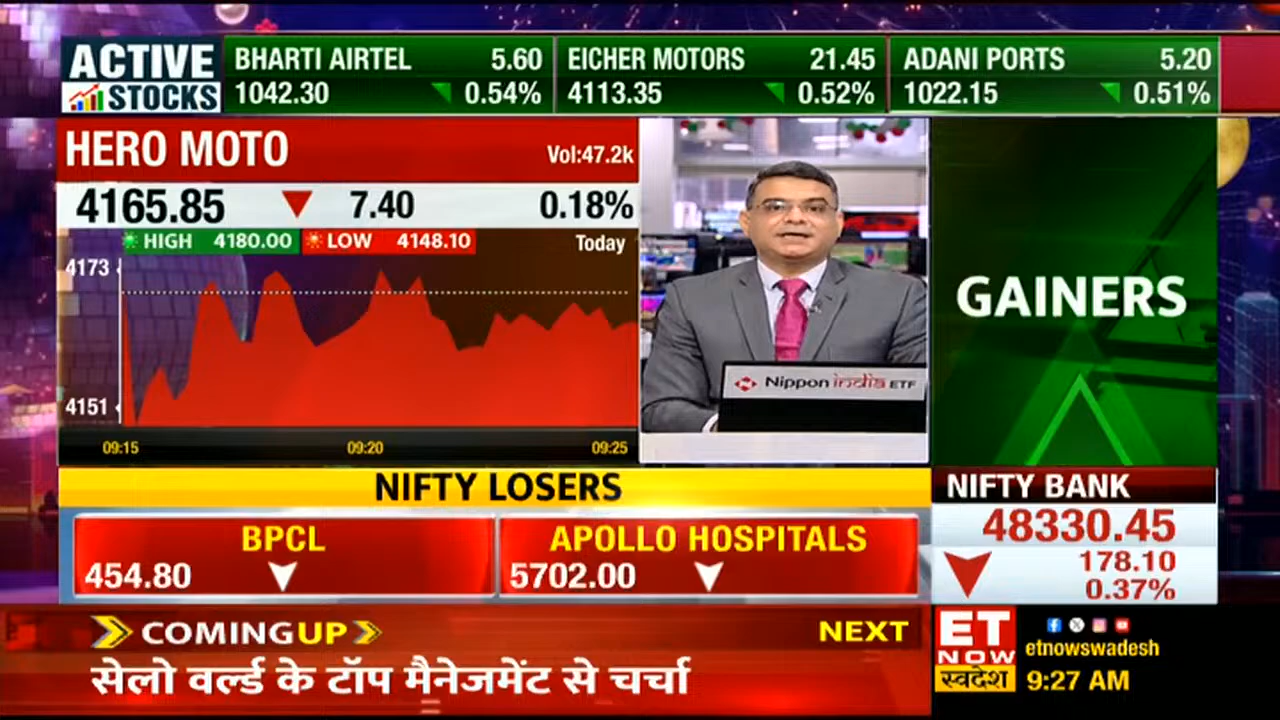 ACTIVE STOCKS
BHARTI AIRTEL 5.60
1042.30 0.54%
EICHER MOTORS 21.45
4113.35 0.52%
ADANI PORTS 5.20
1022.15 0.51%
HERO MOTO Vol:47.2k
4165.85 7.40 0.18%
HIGH 4180.00 LOW 4148.10 Today
4173
4151
09:15 09:20 09:25
Nippon india ETF
GAINERS
NIFTY LOSERS
BPCL
454.80
APOLLO HOSPITALS
5702.00
NIFTY BANK
48330.45
178.10
0.37%
COMING UP NEXT
सेलो वर्ल्ड के टॉप मैनेजमेंट से चर्चा
ET
NOW
स्वदेश
etnowswadesh
9:27 AM